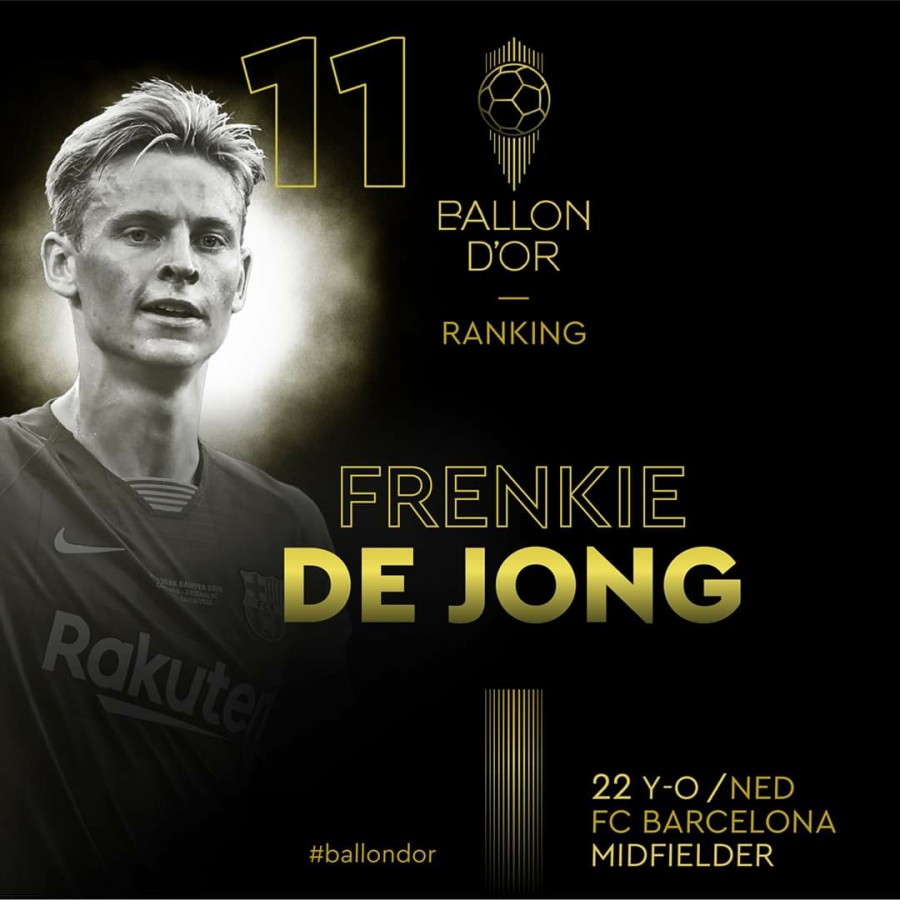 11
BALLON
D'OR
RANKING
FRENKIE
DE JONG
Rakuten
22 Y-O /NED
FC BARCELONA
MIDFIELDER
#ballondor